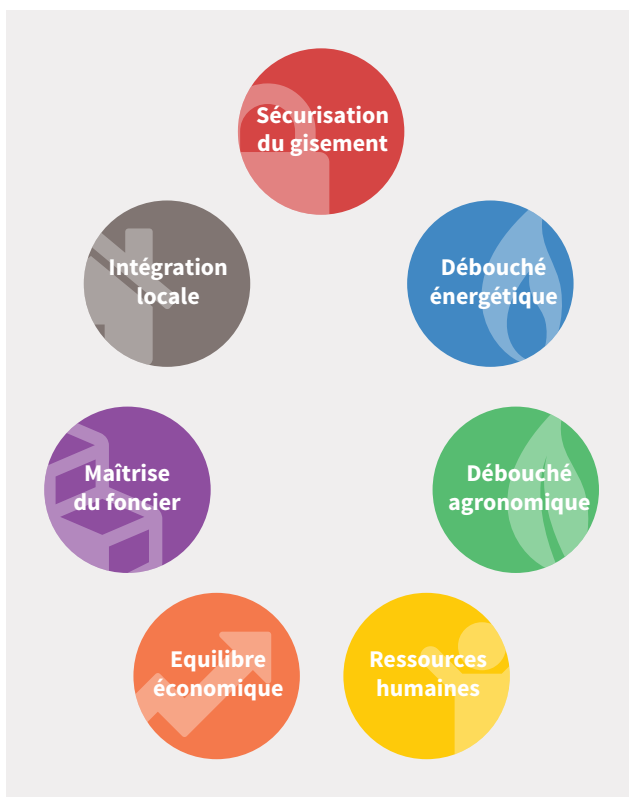 Sécurisation
du gisement
Intégration
locale
Débouché
énergétique
Maîtrise
du foncier
Débouché
agronomique
Equilibre
économique
Ressources
humaines